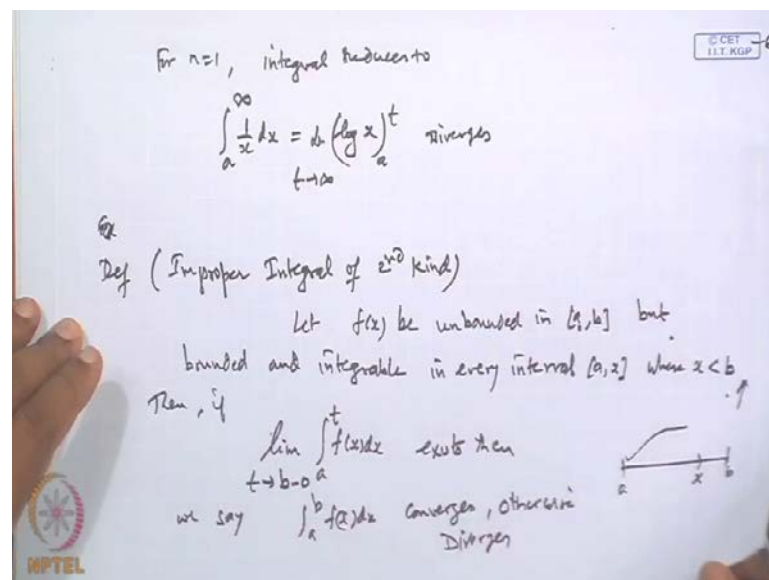 For n=1, integral reduces to
© CET
I.I.T. KGP
∫_a^∞ 1/x dx = lim_{t→∞} (log x)_a^t Diverges
Ex
Def (Improper Integral of 2nd kind)
Let f(x) be unbounded in [a,b] but
bounded and integrable in every interval [a,x] where x<b
Then, if
lim_{t→b-0} ∫_a^t f(x)dx exists then
a x b
we say ∫_a^b f(x)dx converges, otherwise
Diverges
NPTEL